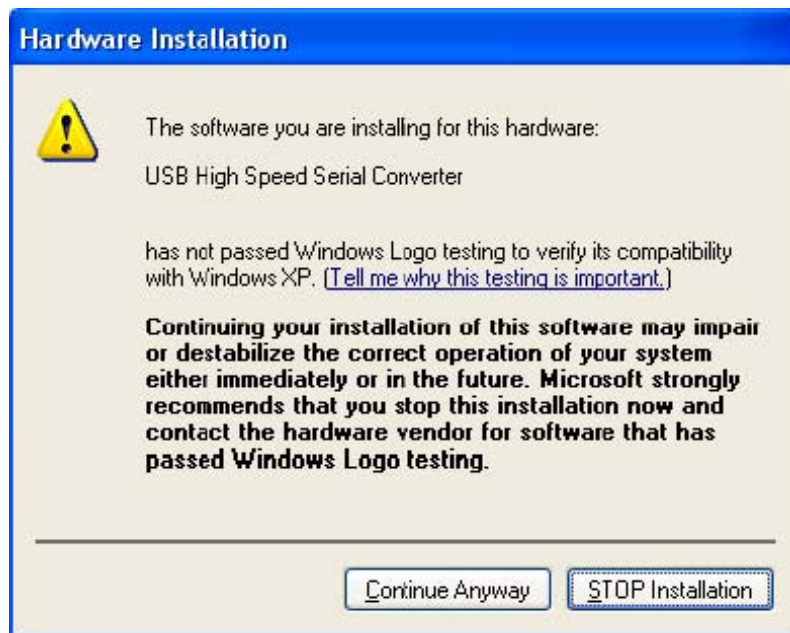 Hardware Installation
The software you are installing for this hardware:
USB High Speed Serial Converter
has not passed Windows Logo testing to verify its compatibility
with Windows XP. (Tell me why this testing is important.)
Continuing your installation of this software may impair
or destabilize the correct operation of your system
either immediately or in the future. Microsoft strongly
recommends that you stop this installation now and
contact the hardware vendor for software that has
passed Windows Logo testing.
Continue Anyway
STOP Installation